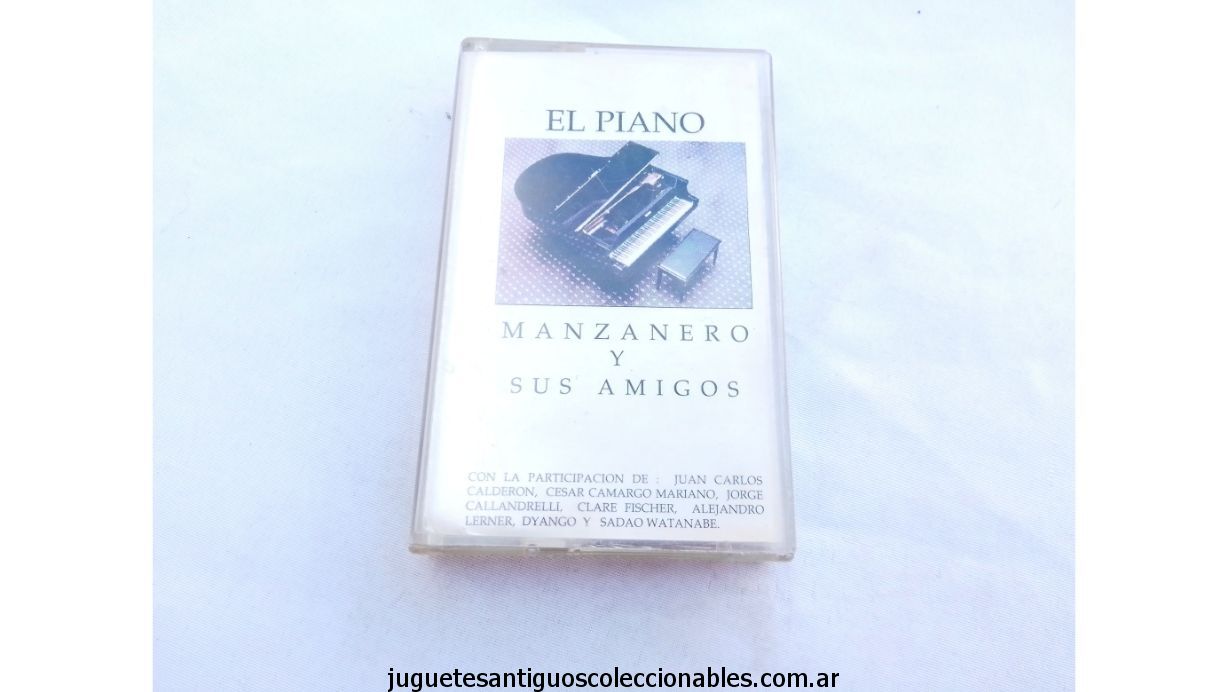 EL PIANO
MANZANERO
Y
SUS AMIGOS
CON LA PARTICIPACION DE : JUAN CARLOS
CALDERON, CESAR CAMARGO MARIANO, JORGE
CALLANDRELLI, CLARE FISCHER, ALEJANDRO
LERNER, DYANGO Y SADAO WATANABE.
juguetesantiguoscoleccionables.com.ar